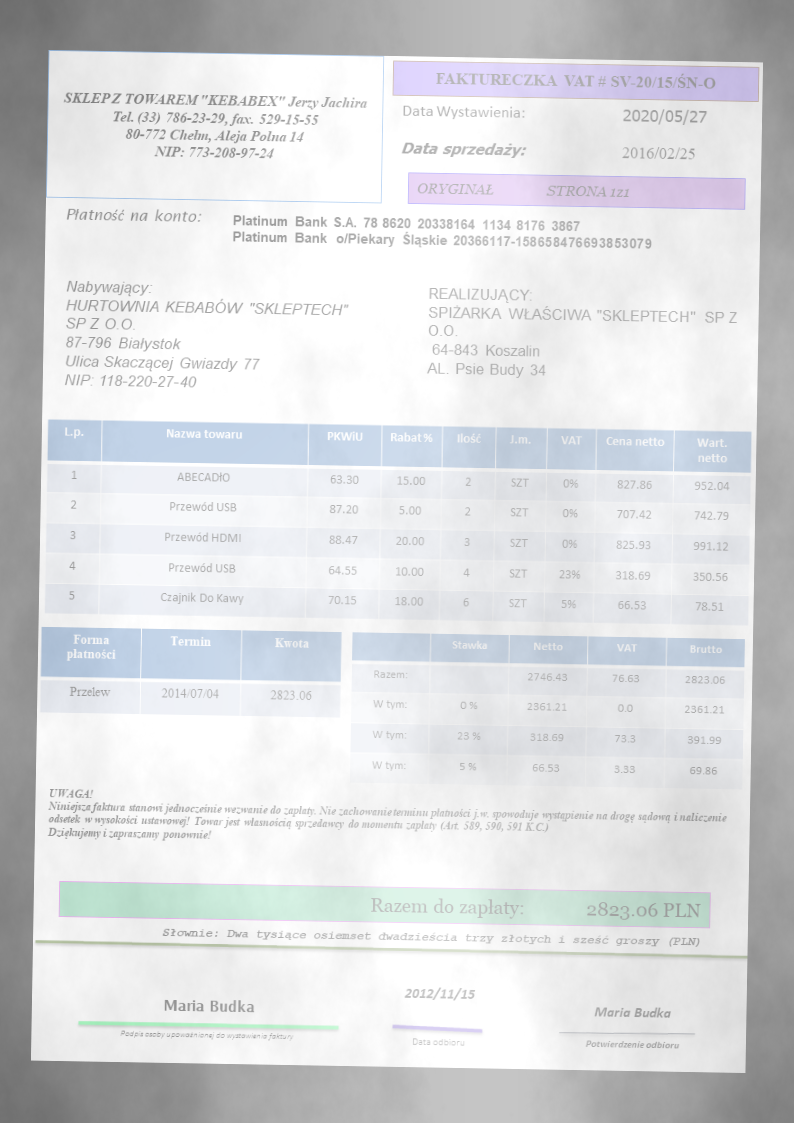 SKLEP Z TOWAREM "KEBABEX" Jerzy Jachira
Tel. (33) 786-23-29, fax. 529-15-55
80-772 Chełm, Aleja Polna 14
NIP: 773-208-97-24
FAKTURECZKA VAT # SV-20/15/ŚN-O
Data Wystawienia: 2020/05/27
Data sprzedaży: 2016/02/25
ORYGINAŁ STRONA 121
Płatność na konto:
Platinum Bank S.A. 78 8620 20338164 1134 8176 3867
Platinum Bank o/Piekary Śląskie 20366117-158658476693853079
Nabywający:
HURTOWNIA KEBABÓW "SKLEPTECH"
SP Z O.O.
87-796 Białystok
Ulica Skaczącej Gwiazdy 77
NIP: 118-220-27-40
REALIZUJĄCY:
SPIŻARKA WŁAŚCIWA "SKLEPTECH" SP Z
O.O.
64-843 Koszalin
AL. Psie Budy 34
L.p. Nazwa towaru PKWiU Rabat % Ilość J.m. VAT Cena netto Wart. netto
1 ABECADŁO 63.30 15.00 2 SZT 0% 827.86 952.04
2 Przewód USB 87.20 5.00 2 SZT 0% 707.42 742.79
3 Przewód HDMI 88.47 20.00 3 SZT 0% 825.93 991.12
4 Przewód USB 64.55 10.00 4 SZT 23% 318.69 350.56
5 Czajnik Do Kawy 70.15 18.00 6 SZT 5% 66.53 78.51
Forma płatności Termin Kwota
Przelew 2014/07/04 2823.06
Stawka Netto VAT Brutto
Razem: 2746.43 76.63 2823.06
W tym: 0 % 2361.21 0.0 2361.21
W tym: 23 % 318.69 73.3 391.99
W tym: 5 % 66.53 3.33 69.86
UWAGA!
Niniejsza faktura stanowi jednocześnie wezwanie do zapłaty. Nie zachowanie terminu płatności j.w. spowoduje wystąpienie na drogę sądową i naliczenie
odsetek w wysokości ustawowej! Towar jest własnością sprzedawcy do momentu zapłaty (Art. 589, 590, 591 K.C.)
Dziękujemy i zapraszamy ponownie!
Razem do zapłaty: 2823.06 PLN
Słownie: Dwa tysiące osiemset dwadzieścia trzy złotych i sześć groszy (PLN)
Maria Budka
Podpis osoby upoważnionej do wystawienia faktury
2012/11/15
Data odbioru
Maria Budka
Potwierdzenie odbioru